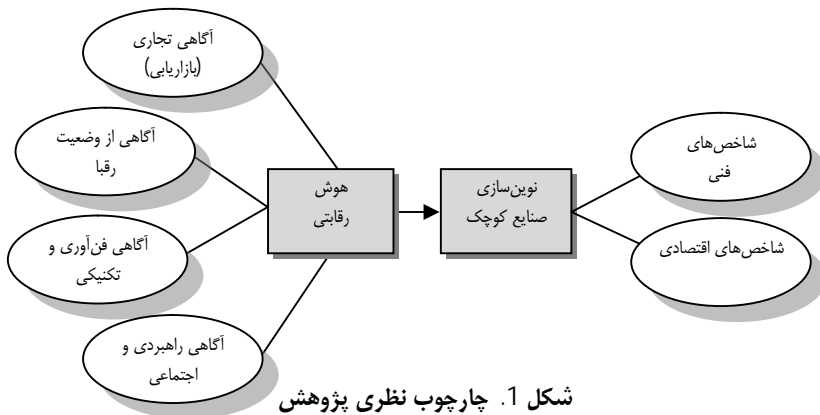 آگاهی تجاری
(بازاریابی)
آگاهی از وضعیت
رقبا
آگاهی فن‌آوری و
تکنیکی
آگاهی راهبردی و
اجتماعی
هوش
رقابتی
نوین‌سازی
صنایع کوچک
شاخص‌های
فنی
شاخص‌های اقتصادی
شکل 1. چارچوب نظری پژوهش